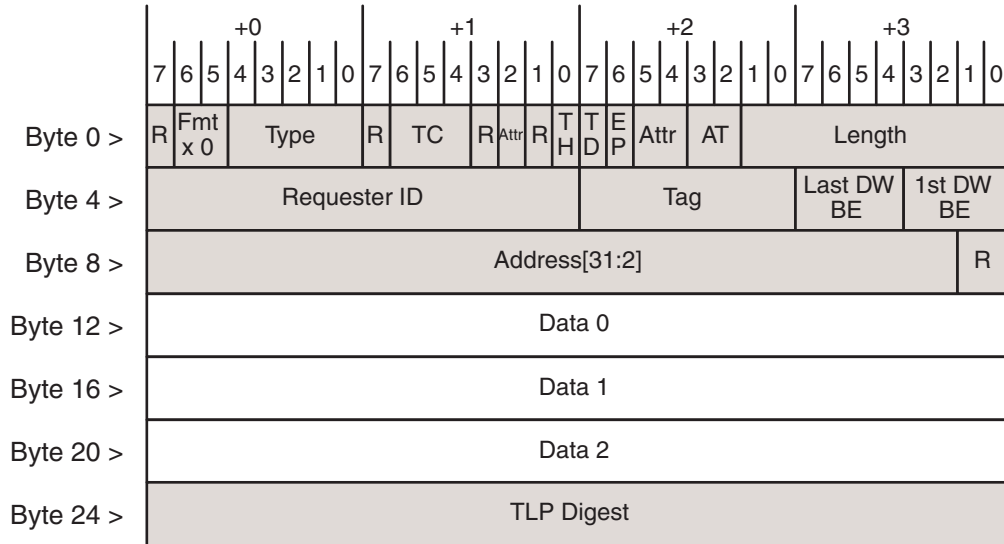 +0 +1 +2 +3
7 6 5 4 3 2 1 0 7 6 5 4 3 2 1 0 7 6 5 4 3 2 1 0 7 6 5 4 3 2 1 0
Byte 0 > R Fmt x 0 Type R TC R Attr R TH TD EP Attr AT Length
Byte 4 > Requester ID Tag Last DW BE 1st DW BE
Byte 8 > Address[31:2] R
Byte 12 > Data 0
Byte 16 > Data 1
Byte 20 > Data 2
Byte 24 > TLP Digest